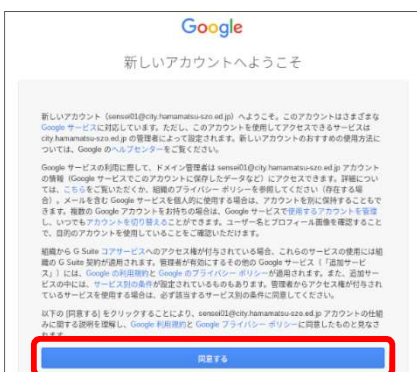 Google
新しいアカウントへようこそ
新しいアカウント（sensei01@city.hamamatsu-szo.ed.jp）へようこそ。このアカウントはさまざまな
Google サービスに対応しています。ただし、このアカウントを使用してアクセスできるサービスは
city.hamamatsu-szo.ed.jp の管理者によって設定されます。新しいアカウントのおすすめの使用方法に
ついては、Google のヘルプセンターをご覧ください。
Google サービスの利用に際して、ドメイン管理者は sensei01@city.hamamatsu-szo.ed.jp アカウント
の情報（Google サービスでこのアカウントに保存したデータなど）にアクセスできます。詳細につい
ては、こちらをご覧いただくか、組織のプライバシー ポリシーを参照してください（存在する場
合）。メールを含む Google サービスを個人的に使用する場合は、アカウントを別に保持することもで
きます。複数の Google アカウントをお持ちの場合は、Google サービスで使用するアカウントを管理
し、いつでもアカウントを切り替えることができます。ユーザー名とプロフィール画像を確認すること
で、目的のアカウントを使用していることをご確認いただけます。
組織から G Suite コアサービスへのアクセス権が付与されている場合、これらのサービスの使用には組
織の G Suite 契約が適用されます。管理者が有効にするその他の Google サービス（「追加サービ
ス」）には、Google の利用規約と Google のプライバシー ポリシーが適用されます。また、追加サー
ビスの中には、サービス別の条件が設定されているものもあります。管理者からアクセス権が付与され
ているサービスを使用する場合は、必ず該当するサービス別の条件に同意してください。
以下の [同意する] をクリックすることにより、sensei01@city.hamamatsu-szo.ed.jp アカウントの仕組
みに関する説明を理解し、Google 利用規約と Google プライバシー ポリシーに同意したものと見なさ
同意する